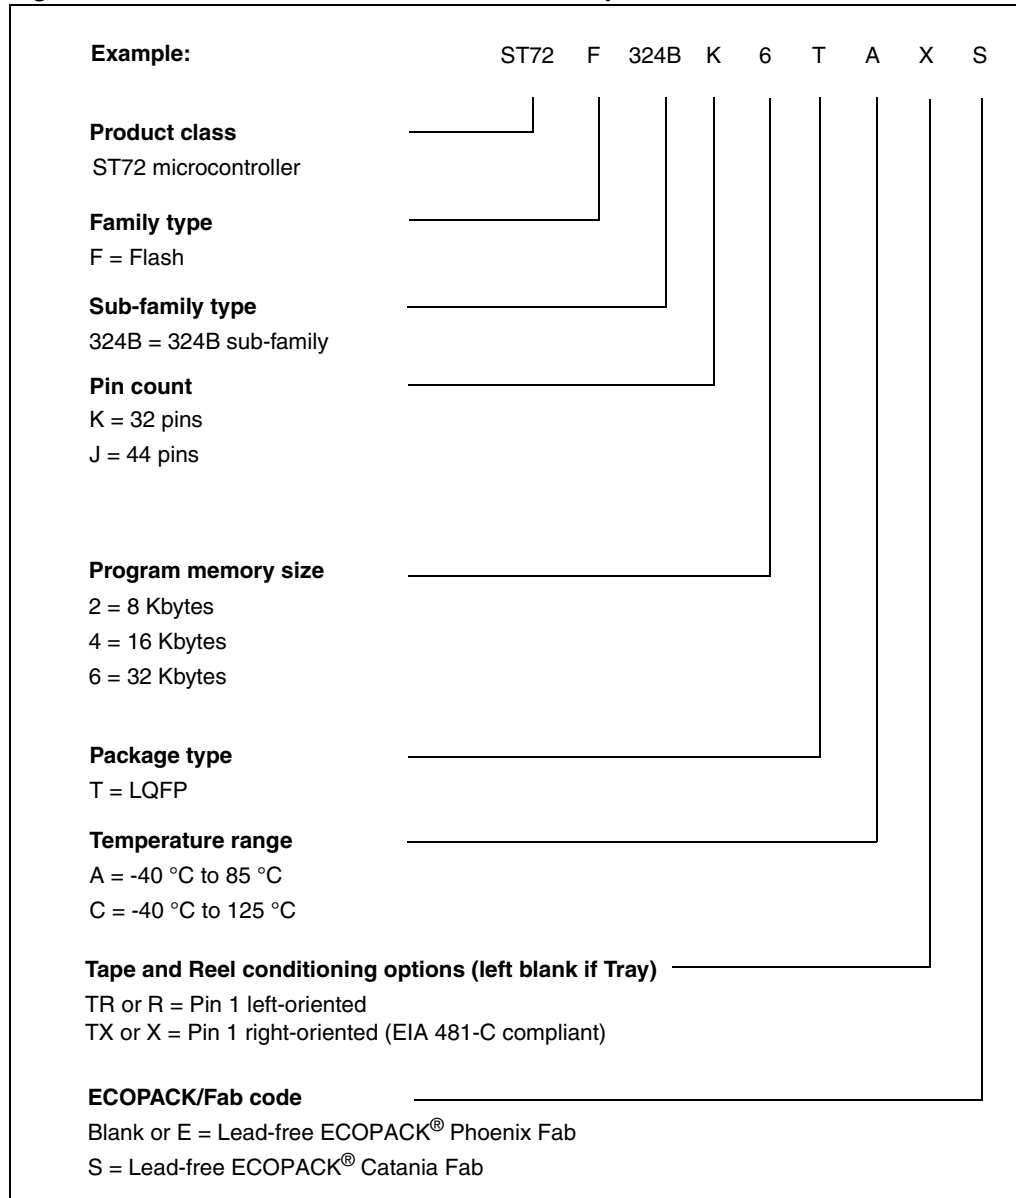 Example: ST72 F 324B K 6 T A X S
Product class
ST72 microcontroller
Family type
F = Flash
Sub-family type
324B = 324B sub-family
Pin count
K = 32 pins
J = 44 pins
Program memory size
2 = 8 Kbytes
4 = 16 Kbytes
6 = 32 Kbytes
Package type
T = LQFP
Temperature range
A = -40 °C to 85 °C
C = -40 °C to 125 °C
Tape and Reel conditioning options (left blank if Tray)
TR or R = Pin 1 left-oriented
TX or X = Pin 1 right-oriented (EIA 481-C compliant)
ECOPACK/Fab code
Blank or E = Lead-free ECOPACK® Phoenix Fab
S = Lead-free ECOPACK® Catania Fab